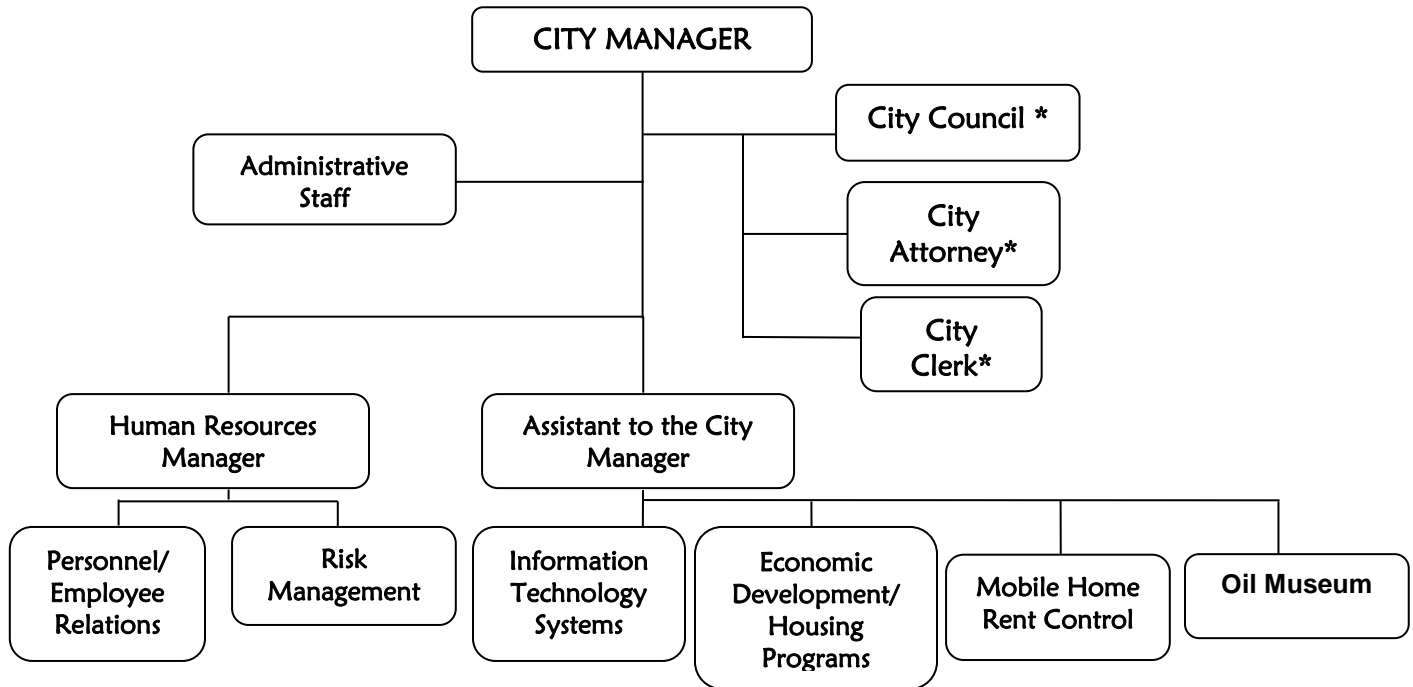 CITY MANAGER
City Council *
Administrative
Staff
City
Attorney*
City
Clerk*
Human Resources
Manager
Assistant to the City
Manager
Personnel/
Employee
Relations
Risk
Management
Information
Technology
Systems
Economic
Development/
Housing
Programs
Mobile Home
Rent Control
Oil Museum